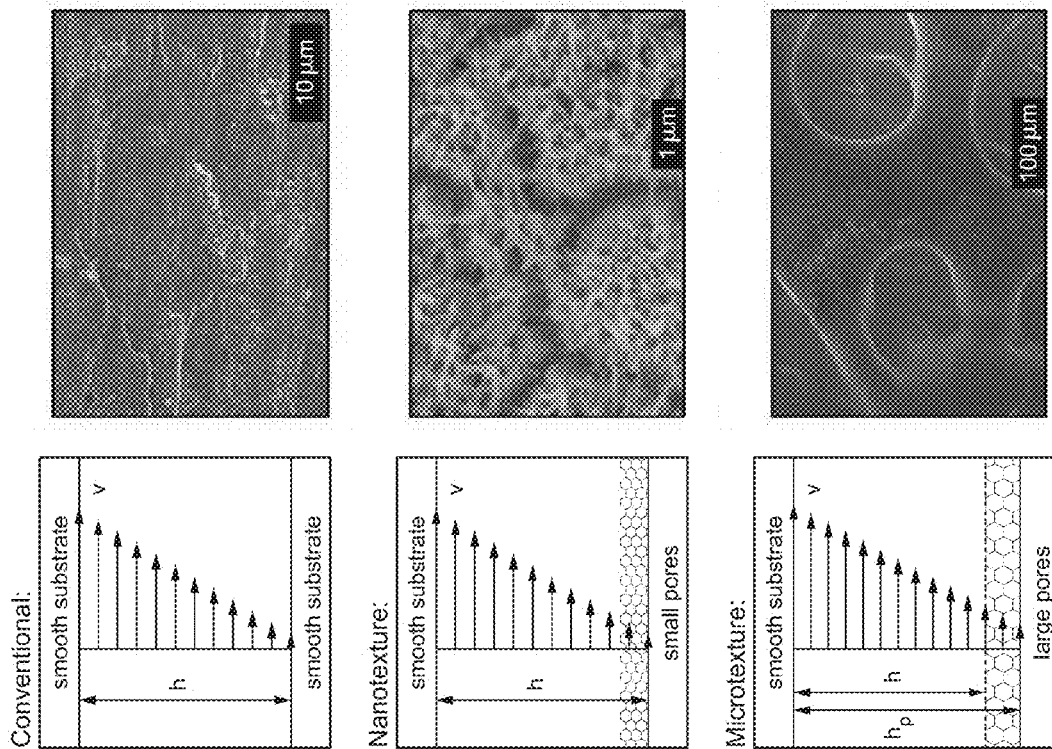 Conventional:
smooth substrate
v
h
smooth substrate
10 µm
Nanotexture:
smooth substrate
v
h
small pores
1 µm
Microtexture:
smooth substrate
v
h
hp
large pores
100 µm